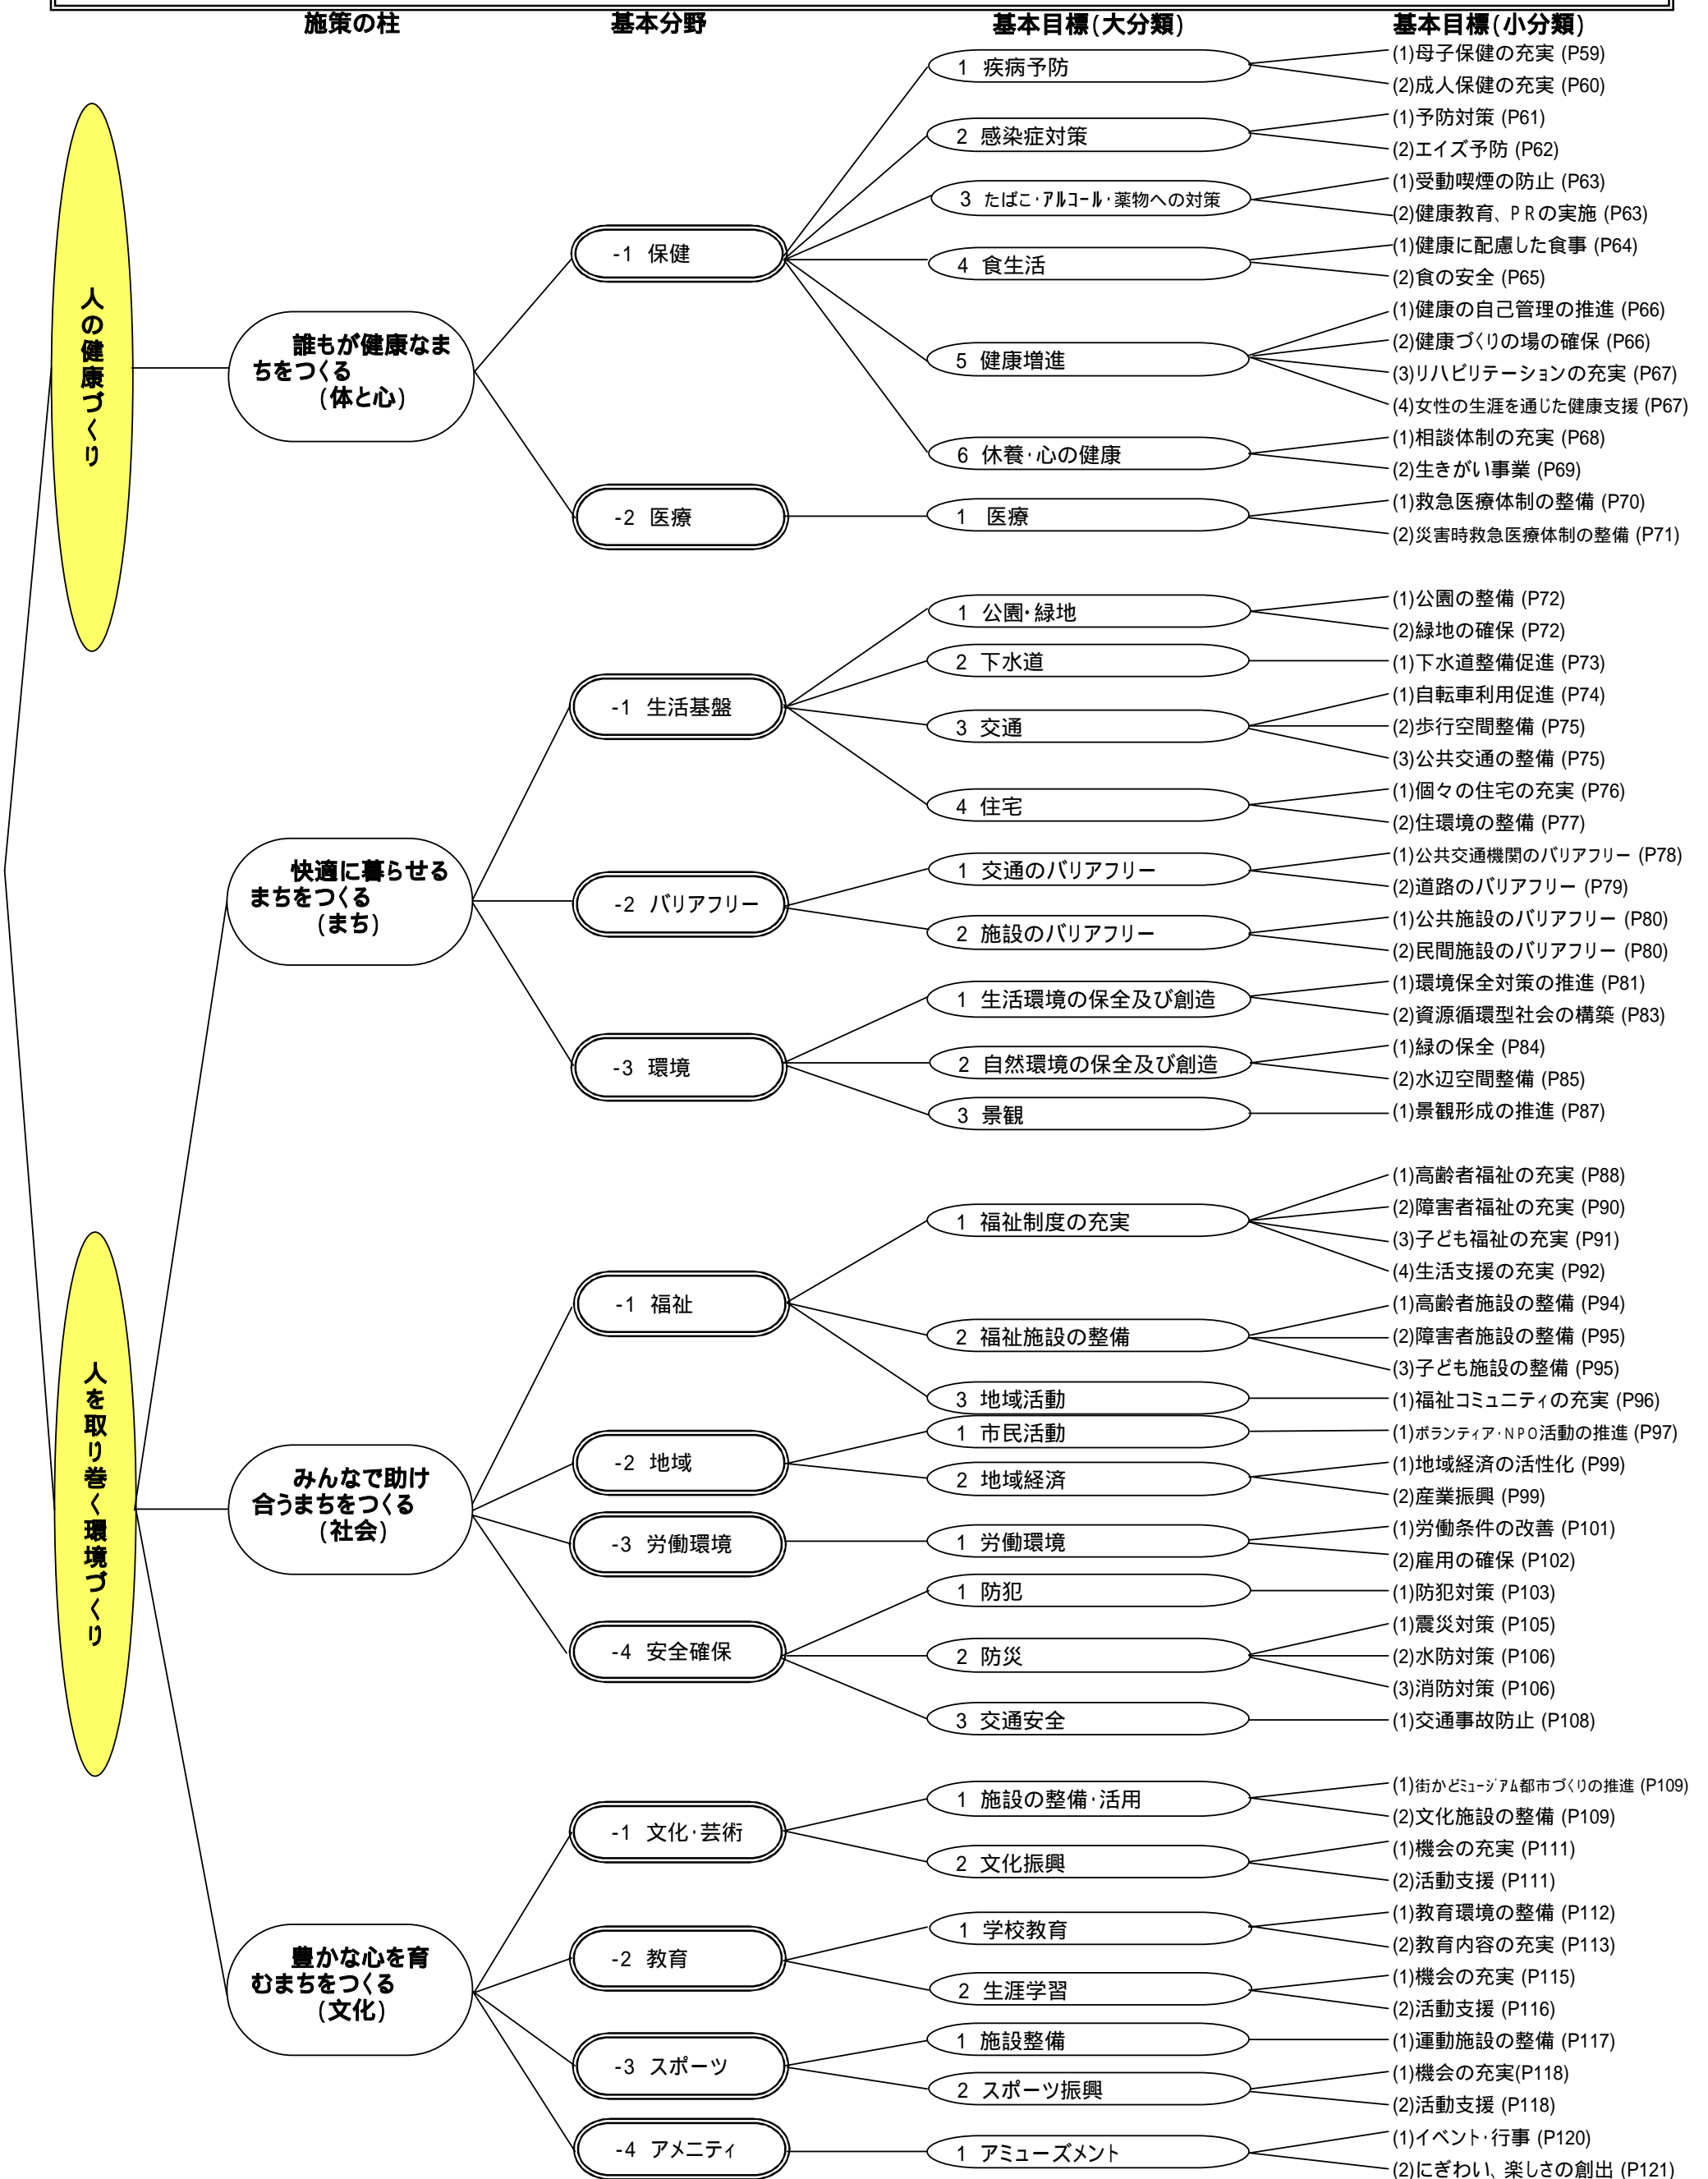 施策の柱 基本分野 基本目標(大分類) 基本目標(小分類)
人の健康づくり
誰もが健康なま
ちをつくる
(体と心)
-1 保健
1 疾病予防
(1)母子保健の充実 (P59)
(2)成人保健の充実 (P60)
2 感染症対策
(1)予防対策 (P61)
(2)エイズ予防 (P62)
3 たばこ・アルコール・薬物への対策
(1)受動喫煙の防止 (P63)
(2)健康教育、PRの実施 (P63)
4 食生活
(1)健康に配慮した食事 (P64)
(2)食の安全 (P65)
5 健康増進
(1)健康の自己管理の推進 (P66)
(2)健康づくりの場の確保 (P66)
(3)リハビリテーションの充実 (P67)
(4)女性の生涯を通じた健康支援 (P67)
6 休養・心の健康
(1)相談体制の充実 (P68)
(2)生きがい事業 (P69)
-2 医療
1 医療
(1)救急医療体制の整備 (P70)
(2)災害時救急医療体制の整備 (P71)
人を取り巻く環境づくり
快適に暮らせる
まちをつくる
(まち)
-1 生活基盤
1 公園・緑地
(1)公園の整備 (P72)
(2)緑地の確保 (P72)
2 下水道
(1)下水道整備促進 (P73)
3 交通
(1)自転車利用促進 (P74)
(2)歩行空間整備 (P75)
(3)公共交通の整備 (P75)
4 住宅
(1)個々の住宅の充実 (P76)
(2)住環境の整備 (P77)
-2 バリアフリー
1 交通のバリアフリー
(1)公共交通機関のバリアフリー (P78)
(2)道路のバリアフリー (P79)
2 施設のバリアフリー
(1)公共施設のバリアフリー (P80)
(2)民間施設のバリアフリー (P80)
-3 環境
1 生活環境の保全及び創造
(1)環境保全対策の推進 (P81)
(2)資源循環型社会の構築 (P83)
2 自然環境の保全及び創造
(1)緑の保全 (P84)
(2)水辺空間整備 (P85)
3 景観
(1)景観形成の推進 (P87)
みんなで助け
合うまちをつくる
(社会)
-1 福祉
1 福祉制度の充実
(1)高齢者福祉の充実 (P88)
(2)障害者福祉の充実 (P90)
(3)子ども福祉の充実 (P91)
(4)生活支援の充実 (P92)
2 福祉施設の整備
(1)高齢者施設の整備 (P94)
(2)障害者施設の整備 (P95)
(3)子ども施設の整備 (P95)
3 地域活動
(1)福祉コミュニティの充実 (P96)
-2 地域
1 市民活動
(1)ボランティア・NPO活動の推進 (P97)
2 地域経済
(1)地域経済の活性化 (P99)
(2)産業振興 (P99)
-3 労働環境
1 労働環境
(1)労働条件の改善 (P101)
(2)雇用の確保 (P102)
-4 安全確保
1 防犯
(1)防犯対策 (P103)
2 防災
(1)震災対策 (P105)
(2)水防対策 (P106)
(3)消防対策 (P106)
3 交通安全
(1)交通事故防止 (P108)
豊かな心を育
むまちをつくる
(文化)
-1 文化・芸術
1 施設の整備・活用
(1)街かどミュージアム都市づくりの推進 (P109)
(2)文化施設の整備 (P109)
2 文化振興
(1)機会の充実 (P111)
(2)活動支援 (P111)
-2 教育
1 学校教育
(1)教育環境の整備 (P112)
(2)教育内容の充実 (P113)
2 生涯学習
(1)機会の充実 (P115)
(2)活動支援 (P116)
-3 スポーツ
1 施設整備
(1)運動施設の整備 (P117)
2 スポーツ振興
(1)機会の充実(P118)
(2)活動支援 (P118)
-4 アメニティ
1 アミューズメント
(1)イベント・行事 (P120)
(2)にぎわい、楽しさの創出 (P121)